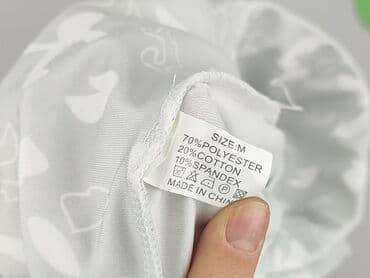 SIZE:M
70%POLYESTER
20%COTTON
10%SPANDEX
MADE IN CHINA